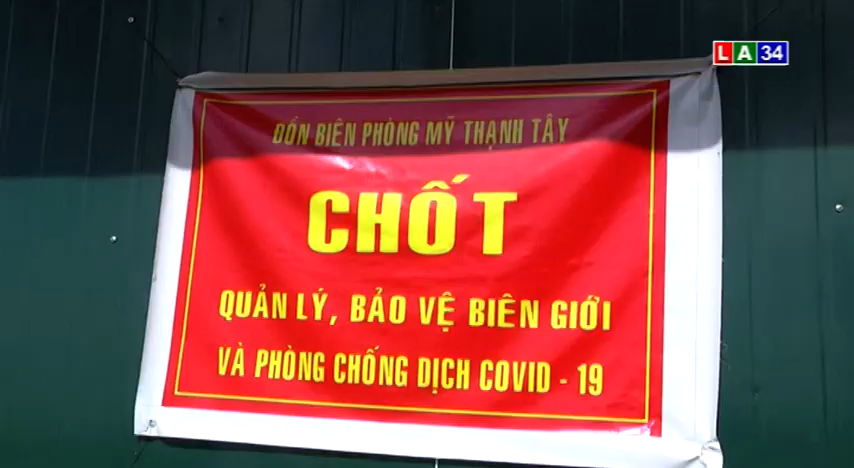 LA34
ĐỒN BIÊN PHÒNG MỸ THẠNH TÂY
CHỐT
QUẢN LÝ, BẢO VỆ BIÊN GIỚI
VÀ PHÒNG CHỐNG DỊCH COVID - 19